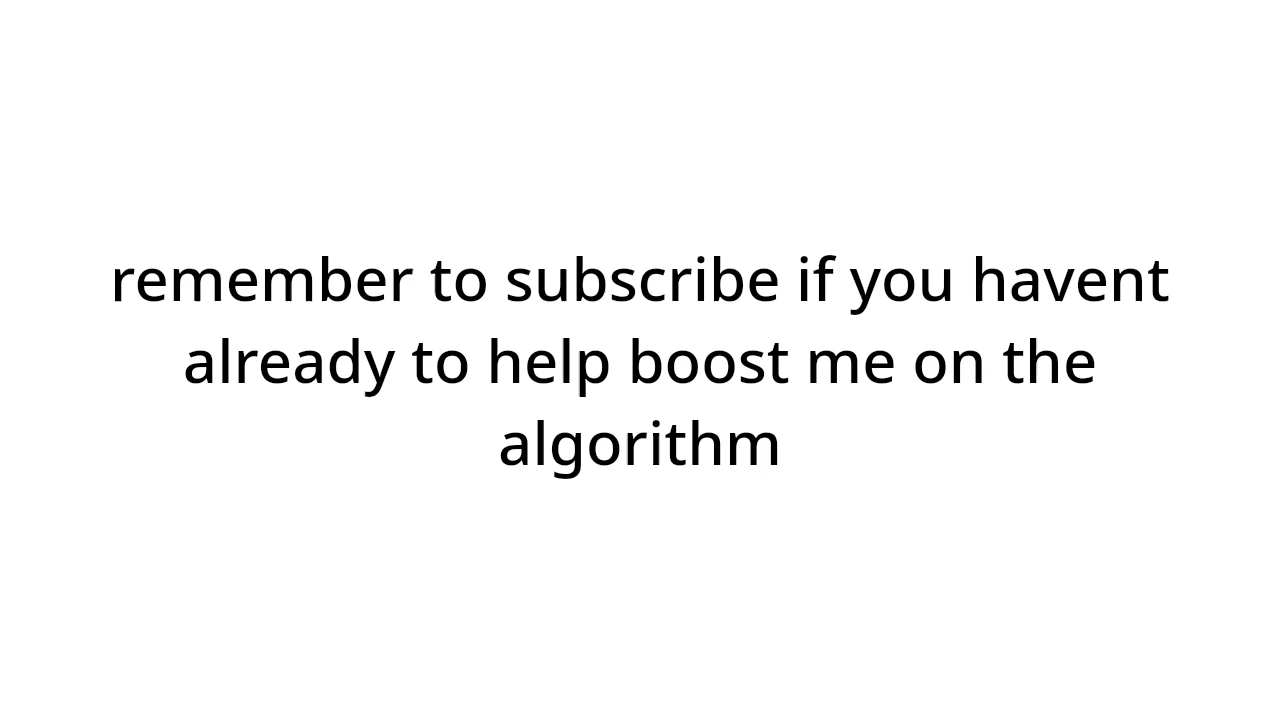 remember to subscribe if you havent
already to help boost me on the
algorithm